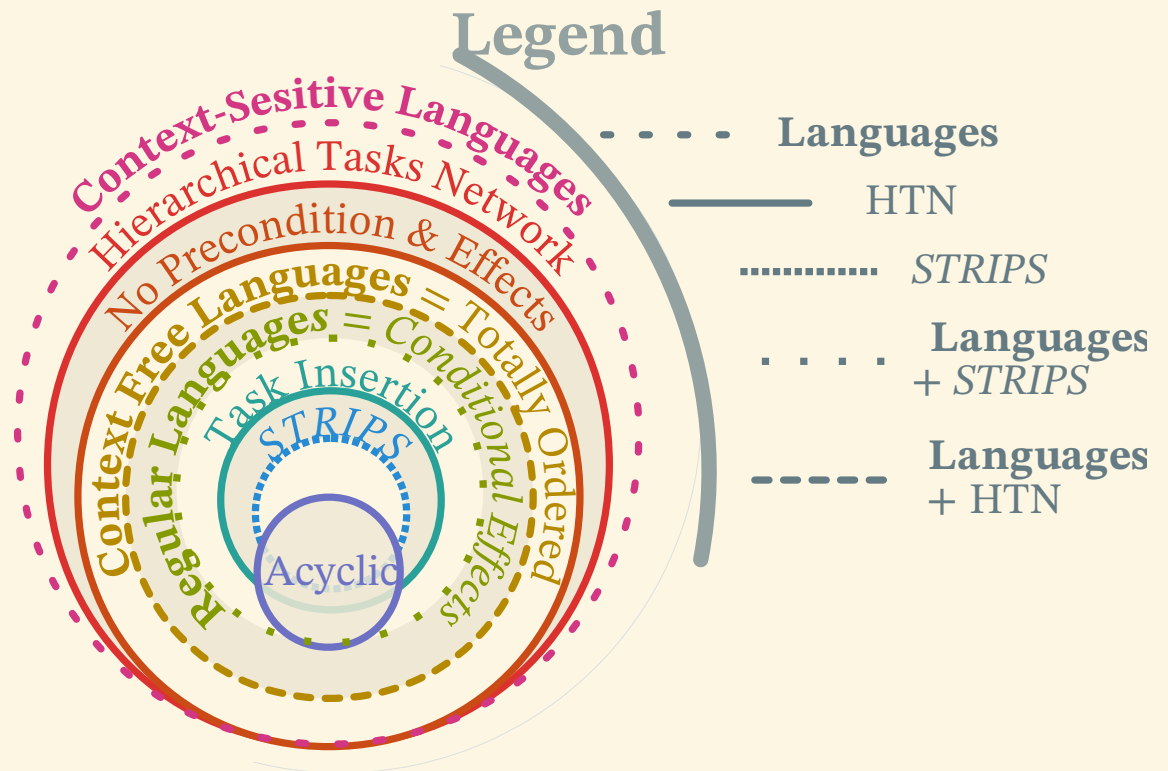 Legend
Context-Sesitive Languages
Hierarchical Tasks Network
No Precondition & Effects
Context Free Languages = Totally Ordered
Regular Languages = Conditional Effects
Task Insertion
STRIPS
Acyclic
Languages
HTN
STRIPS
Languages
+ STRIPS
Languages
+ HTN